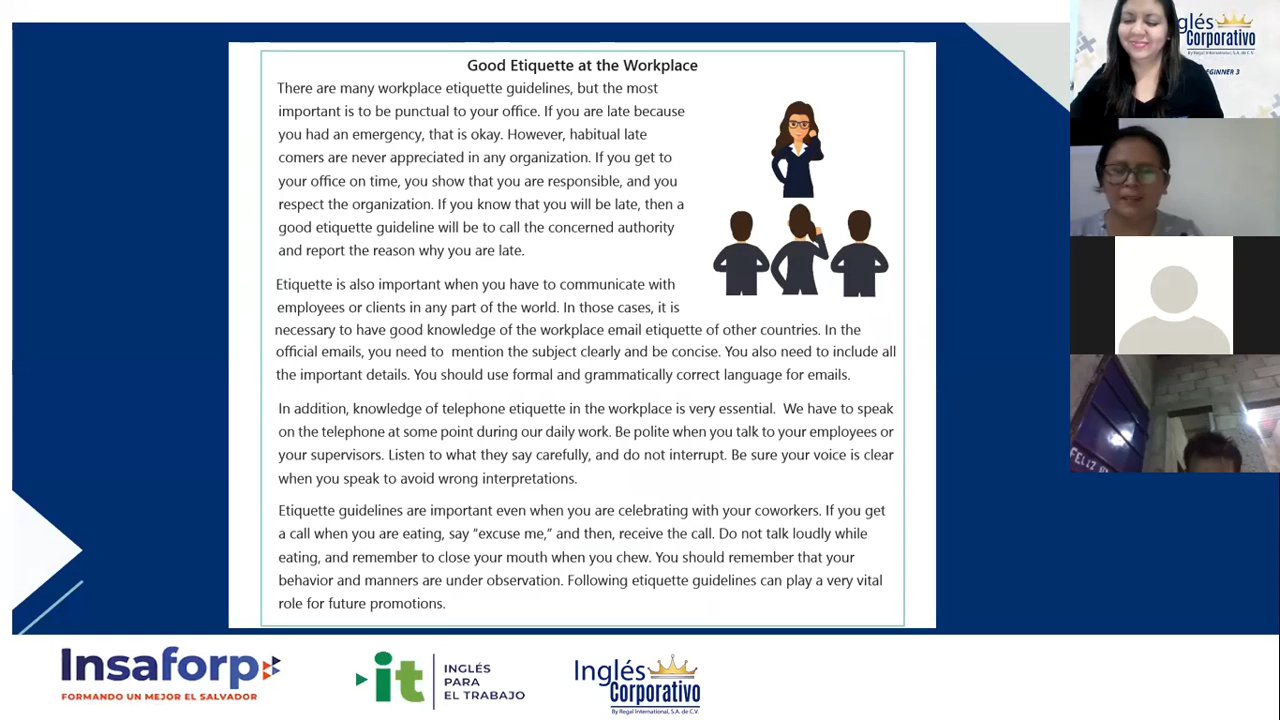 Good Etiquette at the Workplace
There are many workplace etiquette guidelines, but the most
important is to be punctual to your office. If you are late because
you had an emergency, that is okay. However, habitual late
comers are never appreciated in any organization. If you get to
your office on time, you show that you are responsible, and you
respect the organization. If you know that you will be late, then a
good etiquette guideline will be to call the concerned authority
and report the reason why you are late.
Etiquette is also important when you have to communicate with
employees or clients in any part of the world. In those cases, it is
necessary to have good knowledge of the workplace email etiquette of other countries. In the
official emails, you need to mention the subject clearly and be concise. You also need to include all
the important details. You should use formal and grammatically correct language for emails.
In addition, knowledge of telephone etiquette in the workplace is very essential. We have to speak
on the telephone at some point during our daily work. Be polite when you talk to your employees or
your supervisors. Listen to what they say carefully, and do not interrupt. Be sure your voice is clear
when you speak to avoid wrong interpretations.
Etiquette guidelines are important even when you are celebrating with your coworkers. If you get
a call when you are eating, say “excuse me,” and then, receive the call. Do not talk loudly while
eating, and remember to close your mouth when you chew. You should remember that your
behavior and manners are under observation. Following etiquette guidelines can play a very vital
role for future promotions.
glés
Corporativo
By Regal International, S.A. de C.V.
EGINNER 3
FELIZ
Insaforp
FORMANDO UN MEJOR EL SALVADOR
it
INGLÉS
PARA
EL TRABAJO
Inglés
Corporativo
By Regal International, S.A. de C.V.